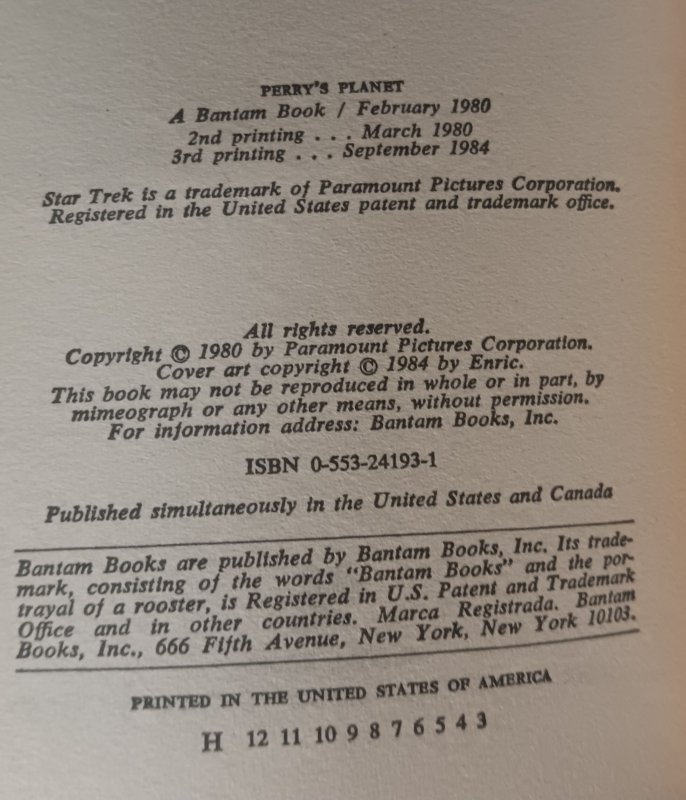 PERRY'S PLANET
A Bantam Book / February 1980
2nd printing . . . March 1980
3rd printing . . . September 1984
Star Trek is a trademark of Paramount Pictures Corporation.
Registered in the United States patent and trademark office.
All rights reserved.
Copyright © 1980 by Paramount Pictures Corporation.
Cover art copyright © 1984 by Enric.
This book may not be reproduced in whole or in part, by
mimeograph or any other means, without permission.
For information address: Bantam Books, Inc.
ISBN 0-553-24193-1
Published simultaneously in the United States and Canada
Bantam Books are published by Bantam Books, Inc. Its trade-
mark, consisting of the words "Bantam Books" and the por-
trayal of a rooster, is Registered in U.S. Patent and Trademark
Office and in other countries. Marca Registrada. Bantam
Books, Inc., 666 Fifth Avenue, New York, New York 10103.
PRINTED IN THE UNITED STATES OF AMERICA
H 12 11 10 9 8 7 6 5 4 3